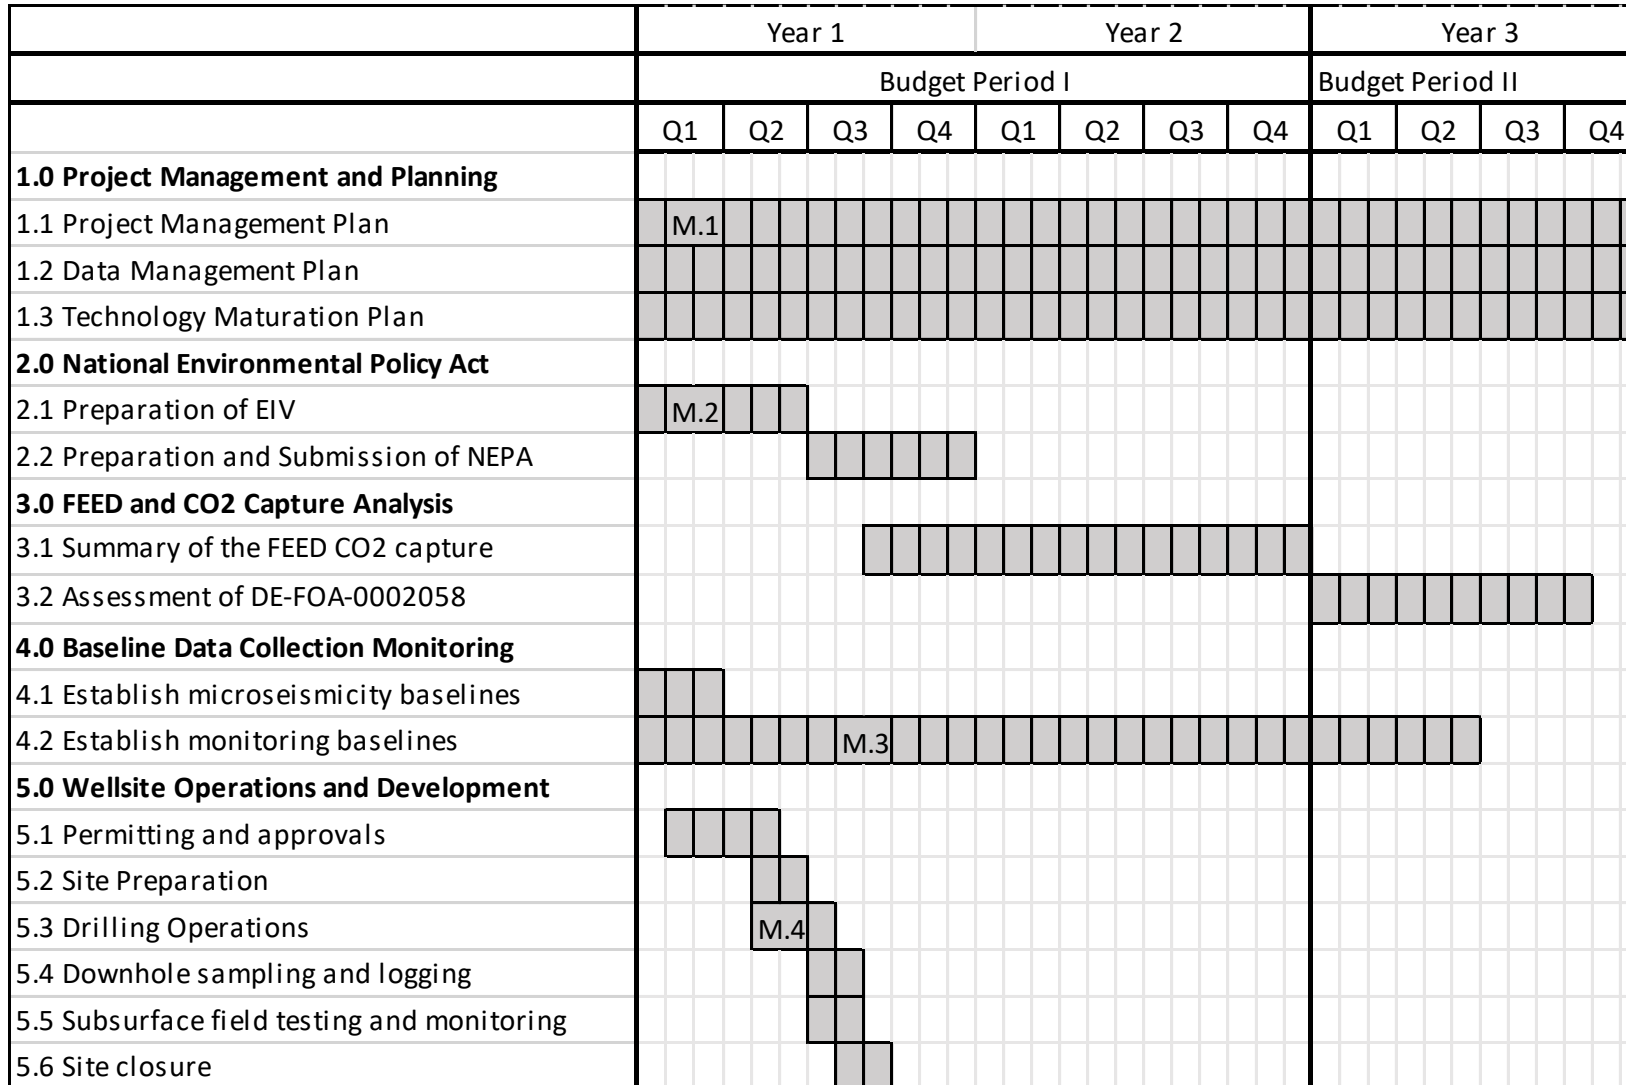 Year 1 Year 2 Year 3
Budget Period I Budget Period II
Q1 Q2 Q3 Q4 Q1 Q2 Q3 Q4 Q1 Q2 Q3 Q4
1.0 Project Management and Planning
1.1 Project Management Plan M.1
1.2 Data Management Plan
1.3 Technology Maturation Plan
2.0 National Environmental Policy Act
2.1 Preparation of EIV M.2
2.2 Preparation and Submission of NEPA
3.0 FEED and CO2 Capture Analysis
3.1 Summary of the FEED CO2 capture
3.2 Assessment of DE-FOA-0002058
4.0 Baseline Data Collection Monitoring
4.1 Establish microseismicity baselines
4.2 Establish monitoring baselines M.3
5.0 Wellsite Operations and Development
5.1 Permitting and approvals
5.2 Site Preparation
5.3 Drilling Operations M.4
5.4 Downhole sampling and logging
5.5 Subsurface field testing and monitoring
5.6 Site closure